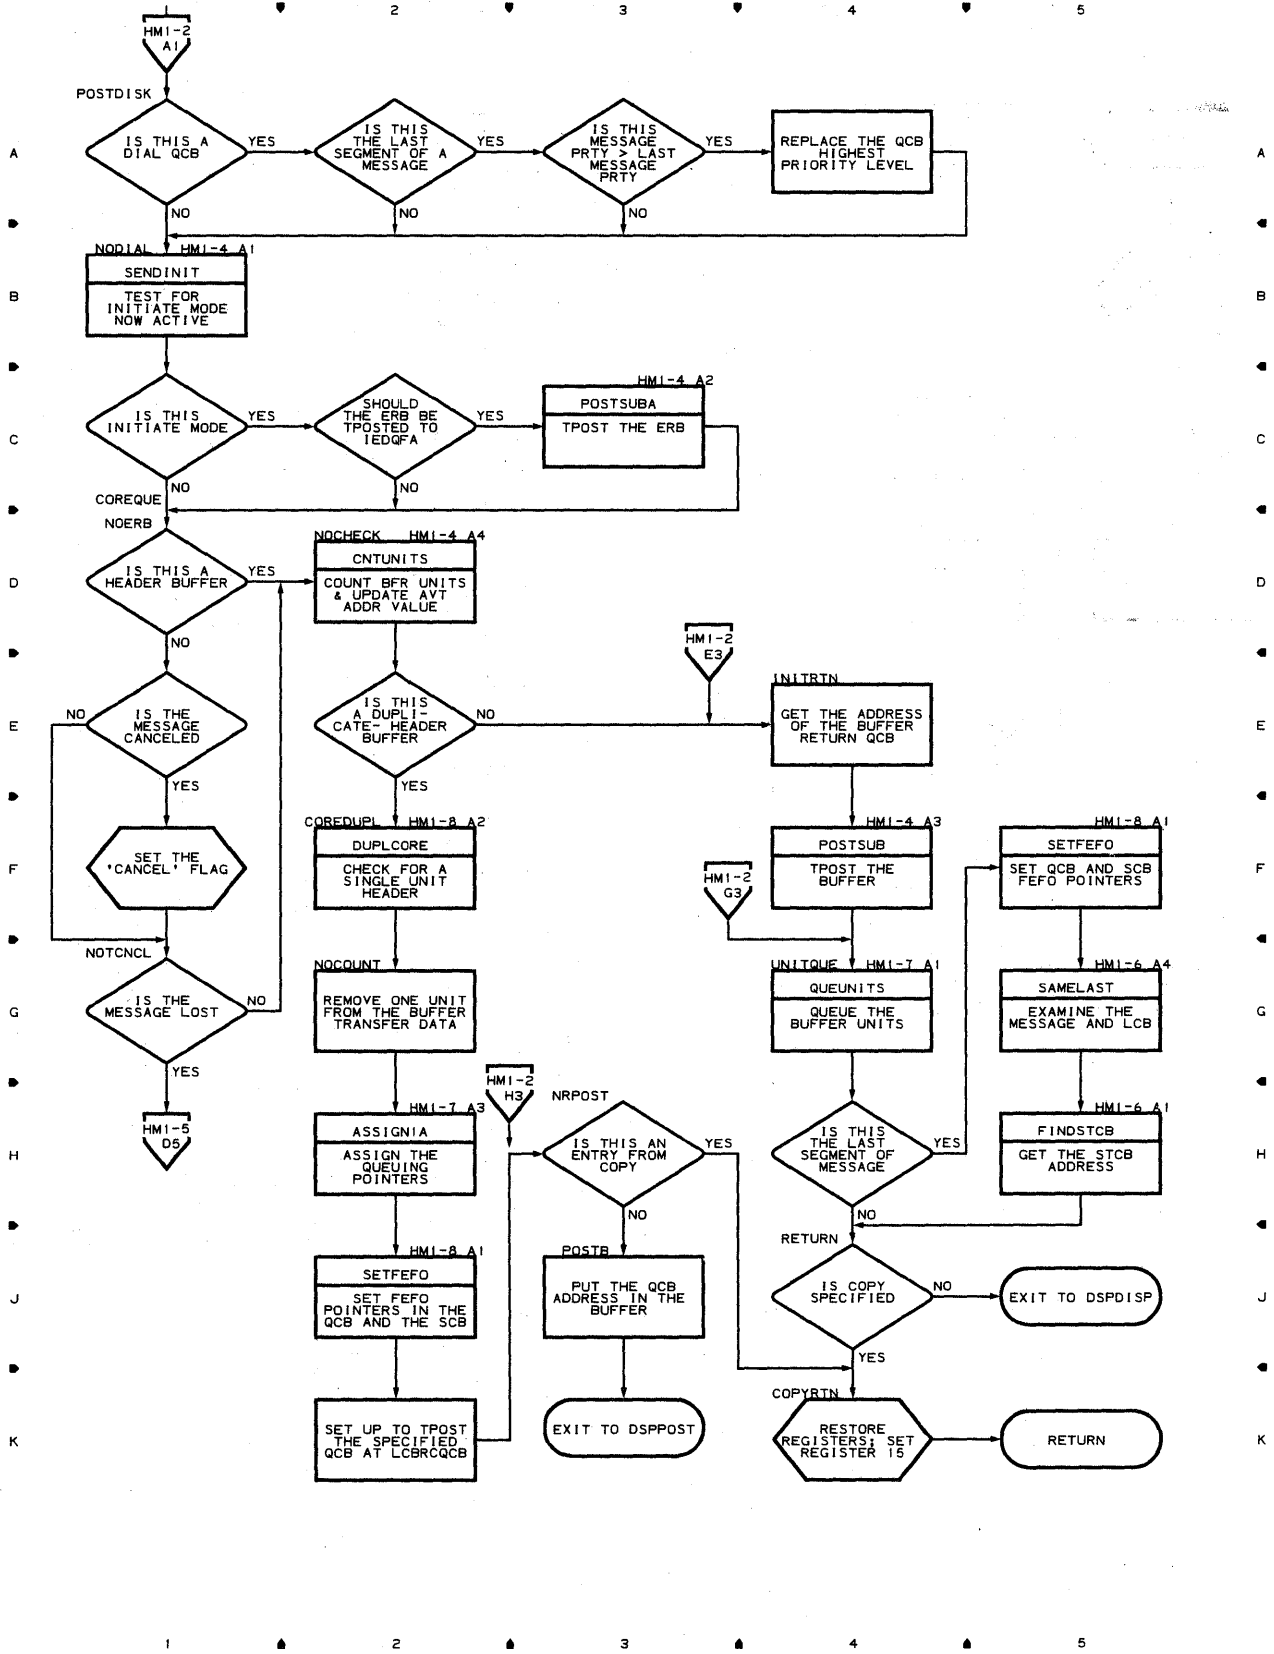 1 2 3 4 5
HM1-2
A1
POSTDISK
A
IS THIS A
DIAL QCB
YES
NO
IS THIS
THE LAST
SEGMENT OF A
MESSAGE
YES
NO
IS THIS
MESSAGE
PRTY > LAST
MESSAGE
PRTY
YES
NO
REPLACE THE QCB
HIGHEST
PRIORITY LEVEL
A
NODIAL HM1-4 A1
B
SENDINIT
TEST FOR
INITIATE MODE
NOW ACTIVE
B
C
IS THIS
INITIATE MODE
YES
NO
SHOULD
THE ERB BE
TPOSTED TO
IEDQFA
YES
NO
HM1-4 A2
POSTSUBA
TPOST THE ERB
C
COREQUE
NOERB
D
IS THIS A
HEADER BUFFER
YES
NO
NOCHECK HM1-4 A4
CNTUNITS
COUNT BFR UNITS
& UPDATE AVT
ADDR VALUE
D
HM1-2
E3
E
NO
IS THE
MESSAGE
CANCELED
YES
IS THIS
A DUPLI-
CATE- HEADER
BUFFER
NO
YES
INITRTN
GET THE ADDRESS
OF THE BUFFER
RETURN QCB
E
F
SET THE
'CANCEL' FLAG
COREDUPL HM1-8 A2
DUPLCORE
CHECK FOR A
SINGLE UNIT
HEADER
HM1-2
G3
HM1-4 A3
POSTSUB
TPOST THE
BUFFER
HM1-8 A1
SETFEFO
SET QCB AND SCB
FEFO POINTERS
F
NOTCNCL
G
IS THE
MESSAGE LOST
NO
YES
NOCOUNT
REMOVE ONE UNIT
FROM THE BUFFER
TRANSFER DATA
UNITQUE HM1-7 A1
QUEUNITS
QUEUE THE
BUFFER UNITS
HM1-6 A4
SAMELAST
EXAMINE THE
MESSAGE AND LCB
G
HM1-5
D5
H
HM1-7 A3
ASSIGN1A
ASSIGN THE
QUEUING
POINTERS
HM1-2
H3
NRPOST
IS THIS AN
ENTRY FROM
COPY
YES
NO
IS THIS
THE LAST
SEGMENT OF
MESSAGE
YES
NO
HM1-6 A1
FINDSTCB
GET THE STCB
ADDRESS
H
J
HM1-8 A1
SETFEFO
SET FEFO
POINTERS IN THE
QCB AND THE SCB
POSTB
PUT THE QCB
ADDRESS IN THE
BUFFER
RETURN
IS COPY
SPECIFIED
NO
YES
EXIT TO DSPDISP
J
K
SET UP TO TPOST
THE SPECIFIED
QCB AT LCBRCQCB
EXIT TO DSPPOST
COPYRTN
RESTORE
REGISTERS; SET
REGISTER 15
RETURN
K
1 2 3 4 5